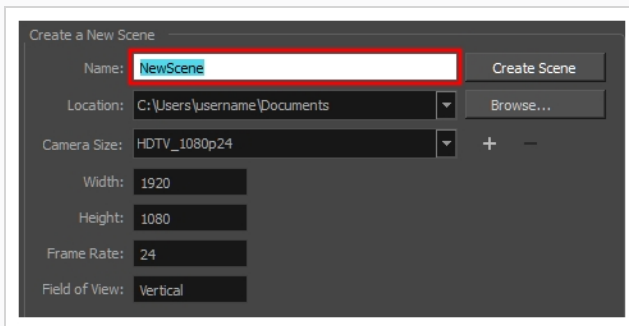 Create a New Scene
Name: NewScene Create Scene
Location: C:\Users\username\Documents Browse...
Camera Size: HDTV_1080p24 + −
Width: 1920
Height: 1080
Frame Rate: 24
Field of View: Vertical